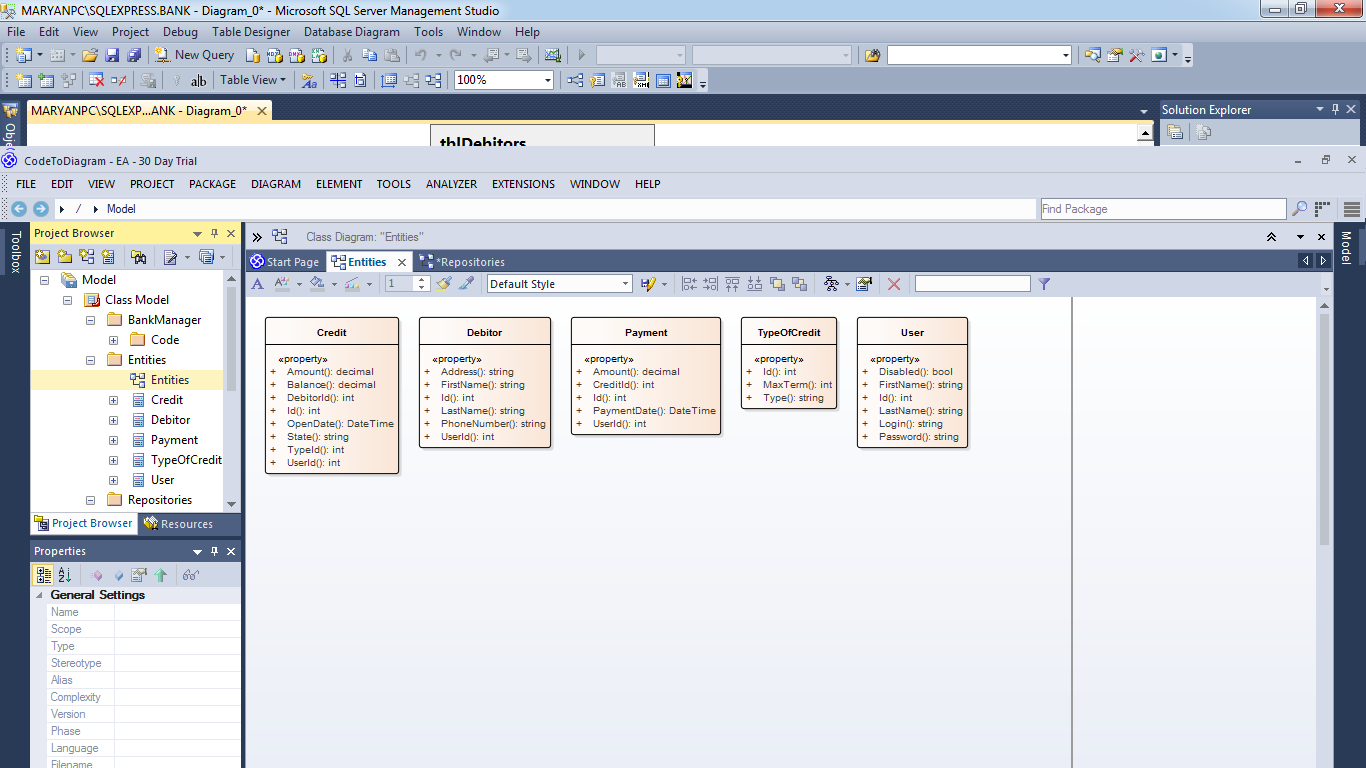 MARYANPC\SQLEXPRESS.BANK - Diagram_0* - Microsoft SQL Server Management Studio
File Edit View Project Debug Table Designer Database Diagram Tools Window Help
New Query
Table View 100%
MARYANPC\SQLEXP...ANK - Diagram_0*
Solution Explorer
tblDebitors
CodeToDiagram - EA - 30 Day Trial
FILE EDIT VIEW PROJECT PACKAGE DIAGRAM ELEMENT TOOLS ANALYZER EXTENSIONS WINDOW HELP
/ Model
Find Package
Toolbox
Project Browser
Model
Class Model
BankManager
Code
Entities
Entities
Credit
Debitor
Payment
TypeOfCredit
User
Repositories
Project Browser Resources
Properties
General Settings
Name
Scope
Type
Stereotype
Alias
Complexity
Version
Phase
Language
Filename
Class Diagram: "Entities"
Start Page Entities *Repositories
1 Default Style
Credit
«property»
+ Amount(): decimal
+ Balance(): decimal
+ DebitorId(): int
+ Id(): int
+ OpenDate(): DateTime
+ State(): string
+ TypeId(): int
+ UserId(): int
Debitor
«property»
+ Address(): string
+ FirstName(): string
+ Id(): int
+ LastName(): string
+ PhoneNumber(): string
+ UserId(): int
Payment
«property»
+ Amount(): decimal
+ CreditId(): int
+ Id(): int
+ PaymentDate(): DateTime
+ UserId(): int
TypeOfCredit
«property»
+ Id(): int
+ MaxTerm(): int
+ Type(): string
User
«property»
+ Disabled(): bool
+ FirstName(): string
+ Id(): int
+ LastName(): string
+ Login(): string
+ Password(): string
Model